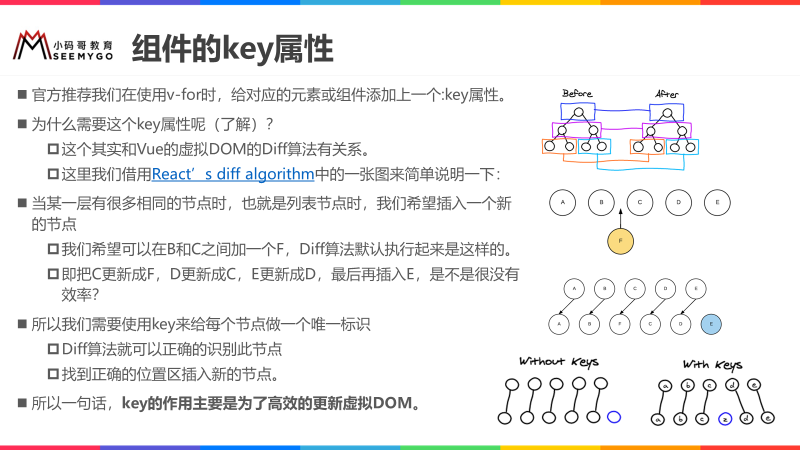 小码哥教育
SEEMYGO
组件的key属性
■ 官方推荐我们在使用v-for时，给对应的元素或组件添加上一个:key属性。
■ 为什么需要这个key属性呢（了解）？
这个其实和Vue的虚拟DOM的Diff算法有关系。
这里我们借用React's diff algorithm中的一张图来简单说明一下：
■ 当某一层有很多相同的节点时，也就是列表节点时，我们希望插入一个新
的节点
我们希望可以在B和C之间加一个F，Diff算法默认执行起来是这样的。
即把C更新成F，D更新成C，E更新成D，最后再插入E，是不是很没有
效率？
■ 所以我们需要使用key来给每个节点做一个唯一标识
Diff算法就可以正确的识别此节点
找到正确的位置区插入新的节点。
■ 所以一句话，key的作用主要是为了高效的更新虚拟DOM。
Before After
A B C D E
F
A B C D E
A B F C D E
Without Keys
With Keys
a b c d e
a b c z d e